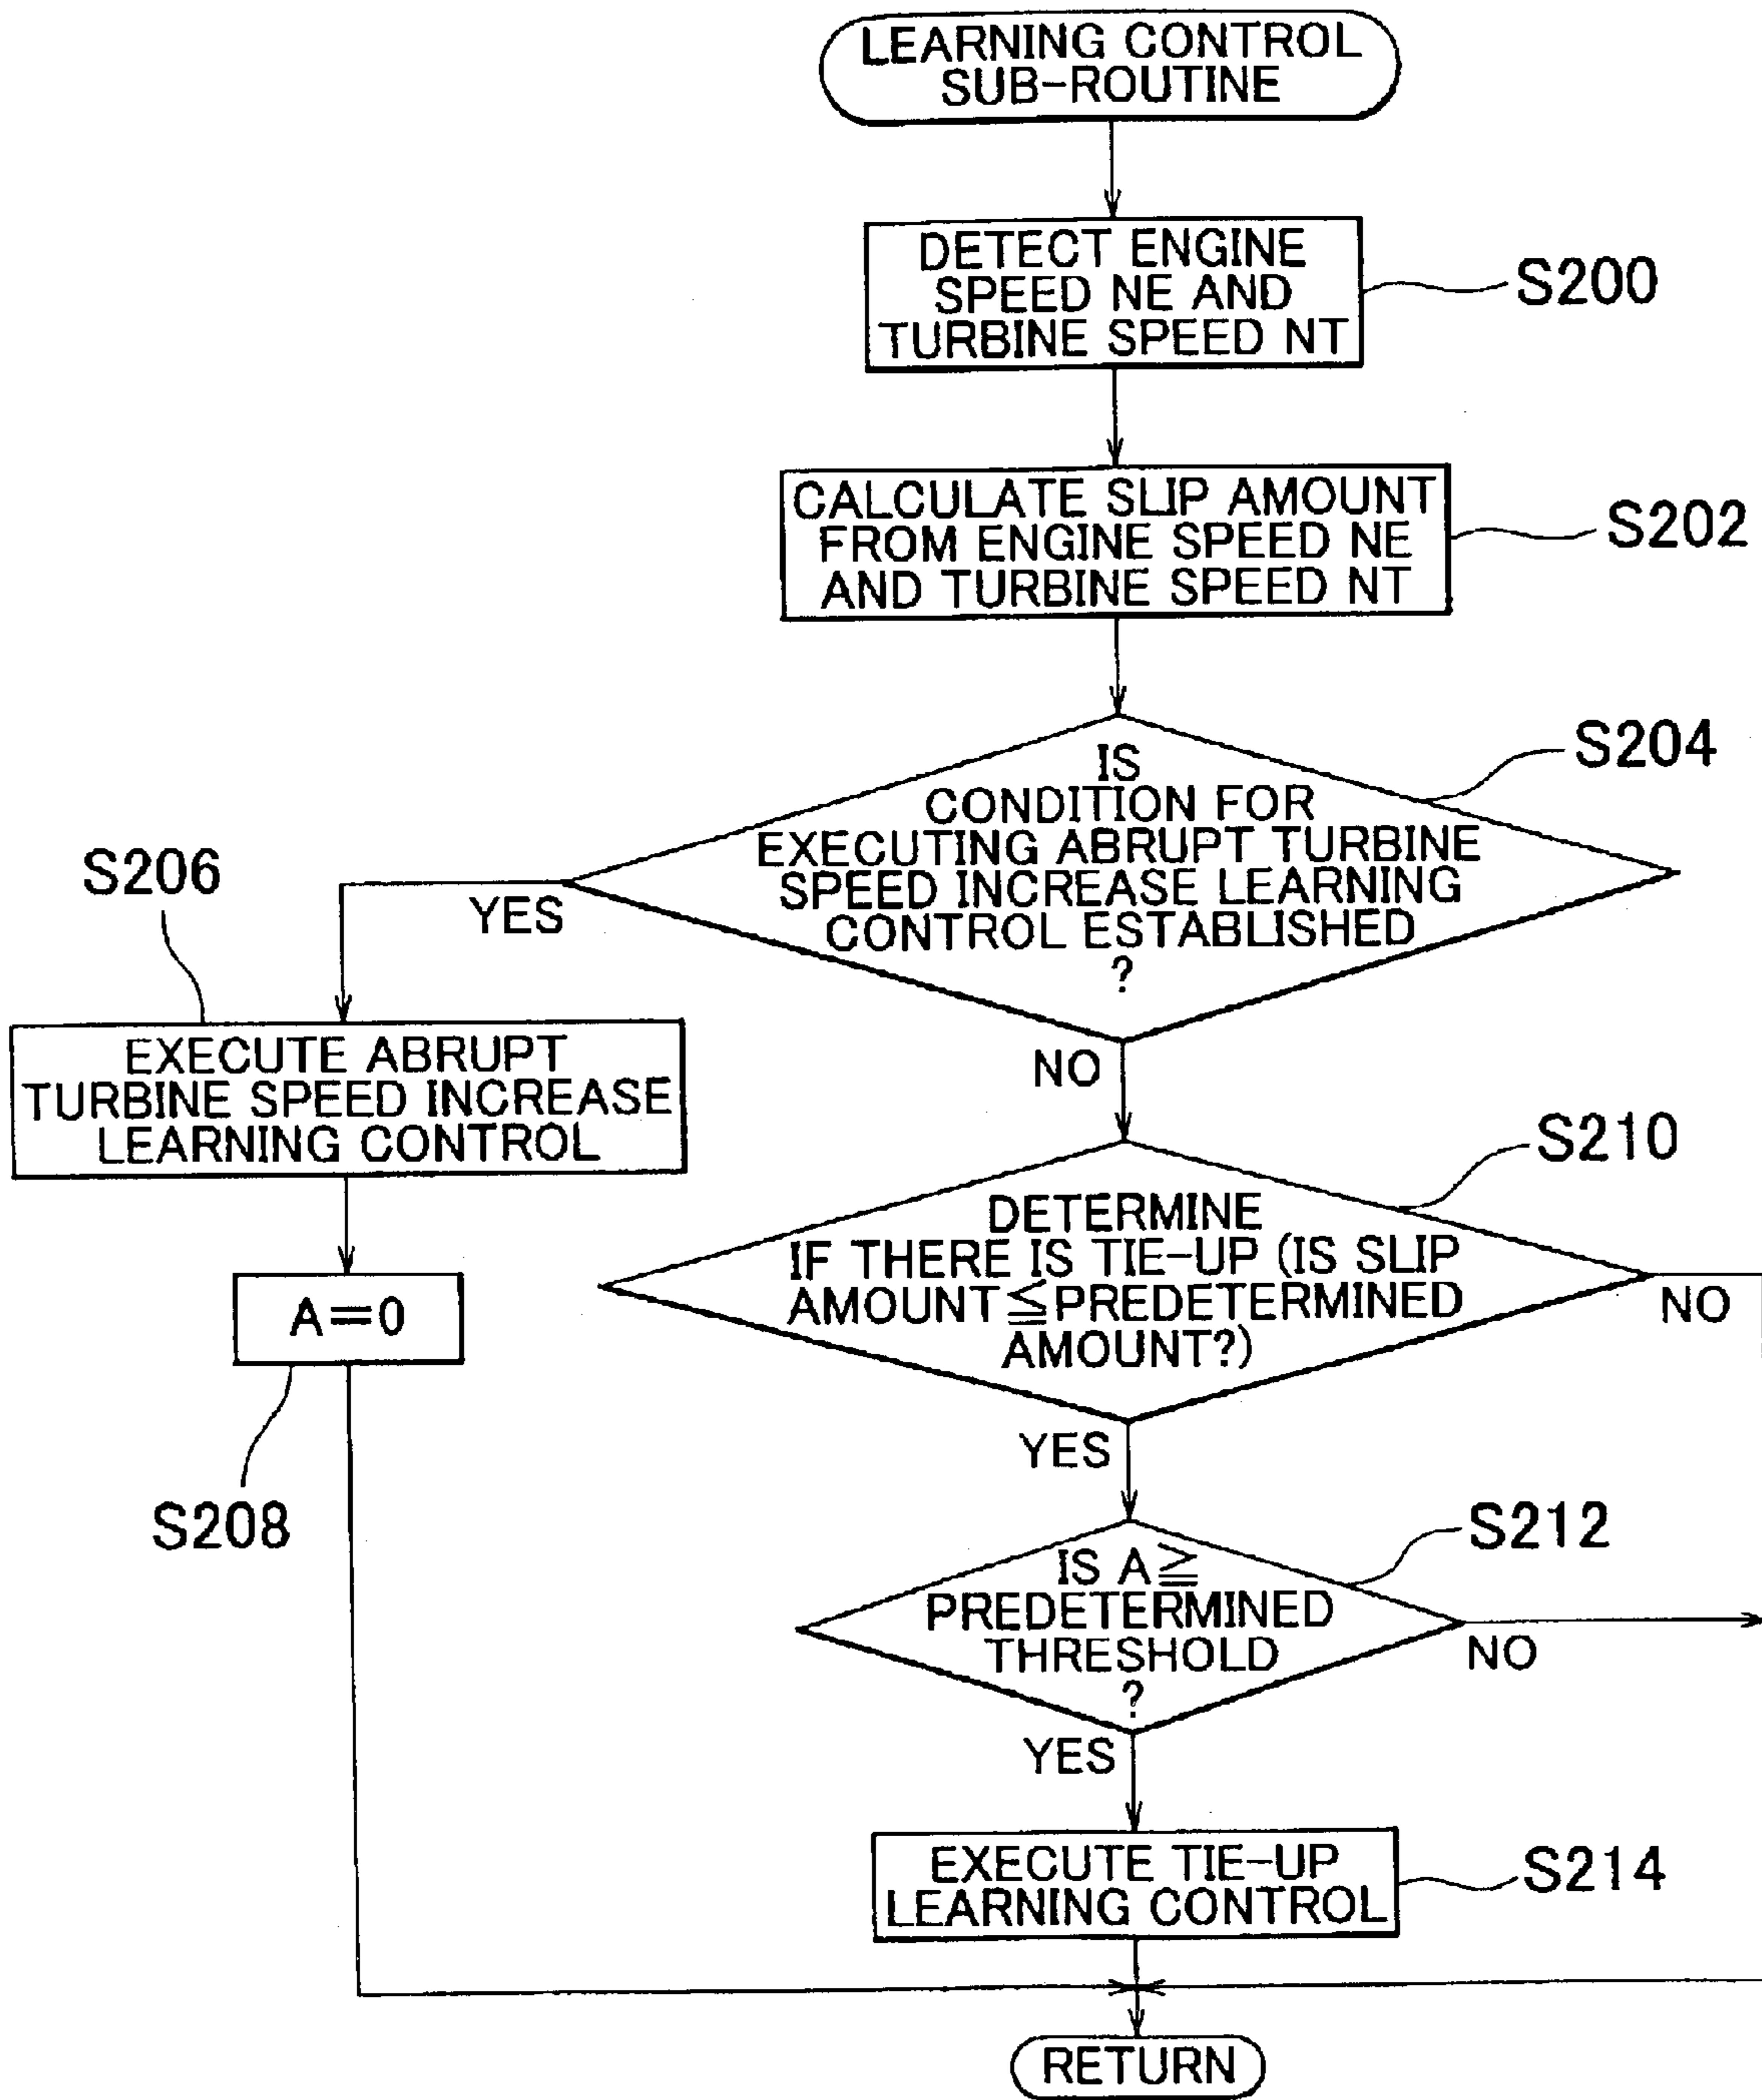 LEARNING CONTROL
SUB-ROUTINE
DETECT ENGINE
SPEED NE AND
TURBINE SPEED NT
S200
CALCULATE SLIP AMOUNT
FROM ENGINE SPEED NE
AND TURBINE SPEED NT
S202
IS
CONDITION FOR
EXECUTING ABRUPT TURBINE
SPEED INCREASE LEARNING
CONTROL ESTABLISHED
?
S204
YES
NO
S206
EXECUTE ABRUPT
TURBINE SPEED INCREASE
LEARNING CONTROL
A=0
S208
DETERMINE
IF THERE IS TIE-UP (IS SLIP
AMOUNT≦PREDETERMINED
AMOUNT?)
S210
NO
YES
IS A≧
PREDETERMINED
THRESHOLD
?
S212
NO
YES
EXECUTE TIE-UP
LEARNING CONTROL
S214
RETURN